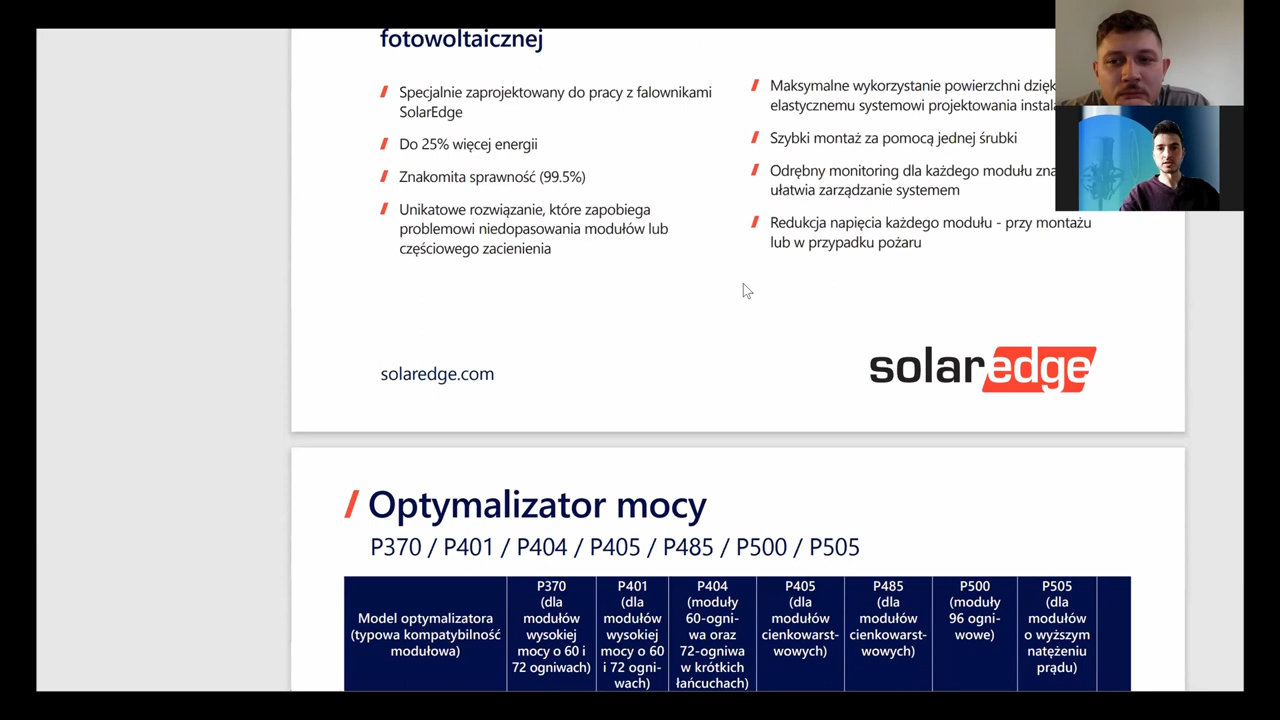 fotowoltaicznej
Specjalnie zaprojektowany do pracy z falownikami
SolarEdge
Do 25% więcej energii
Znakomita sprawność (99.5%)
Unikatowe rozwiązanie, które zapobiega
problemowi niedopasowania modułów lub
częściowego zacienienia
Maksymalne wykorzystanie powierzchni
elastycznemu systemowi projektowania
Szybki montaż za pomocą jednej śrubki
Odrębny monitoring dla każdego modułu
ułatwia zarządzanie systemem
Redukcja napięcia każdego modułu - przy montażu
lub w przypadku pożaru
solaredge.com
solaredge
Optymalizator mocy
P370 / P401 / P404 / P405 / P485 / P500 / P505
Model optymalizatora
(typowa kompatybilność
modułowa)
P370
(dla
modułów
wysokiej
mocy o 60 i
72 ogniwach)
P401
(dla
modułów
wysokiej
mocy o 60
i 72 ogni-
wach)
P404
(moduły
60-ogni-
wa oraz
72-ogniwa
w krótkich
łańcuchach)
P405
(dla
modułów
cienkowarst-
wowych)
P485
(dla
modułów
cienkowarst-
wowych)
P500
(moduły
96 ogni-
wowe)
P505
(dla
modułów
o wyższym
natężeniu
prądu)